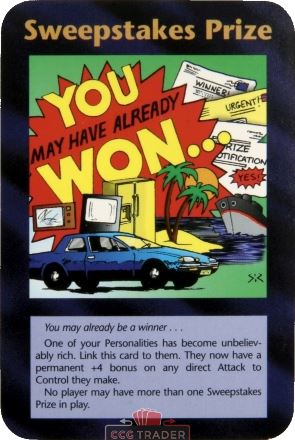 Sweepstakes Prize
YOU
MAY HAVE ALREADY
WON...
WINNER!
URGENT!
PRIZE
NOTIFICATION
YES!
SJR
You may already be a winner . . .
One of your Personalities has become unbeliev-
ably rich. Link this card to them. They now have
a permanent +4 bonus on any direct Attack to
Control they make.
No player may have more than one Sweepstakes
Prize in play.
CCG TRADER